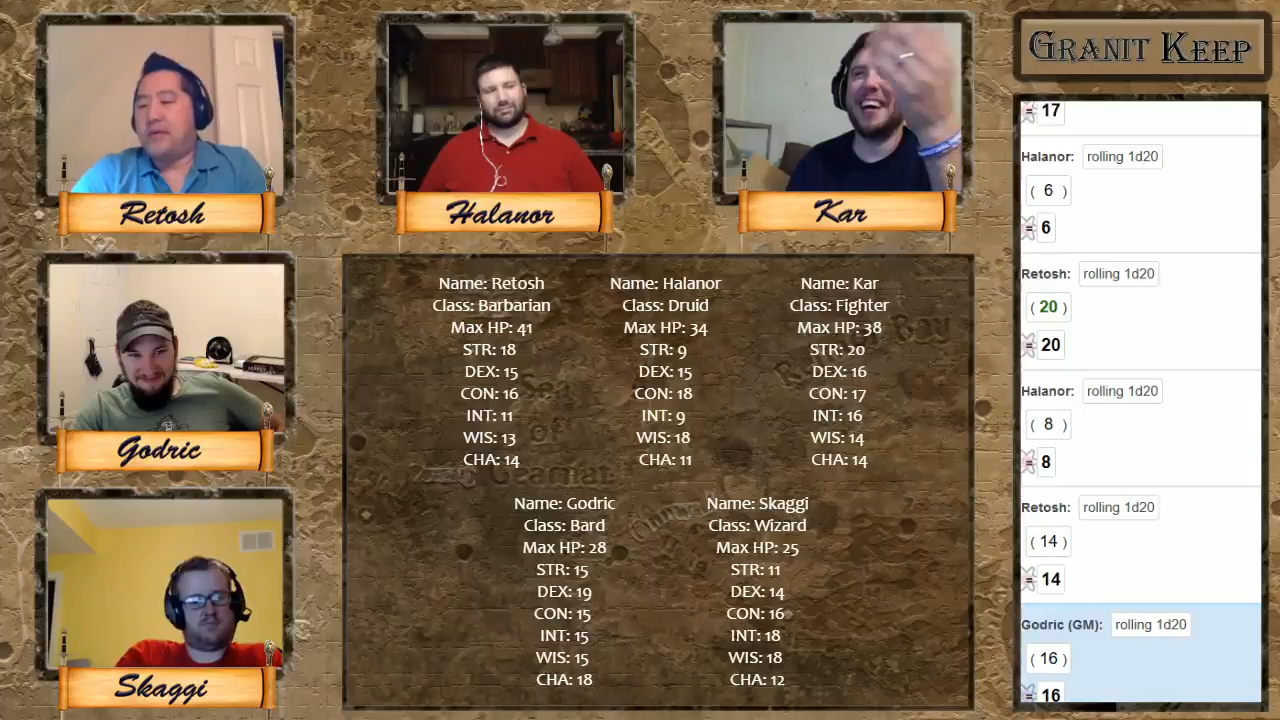 Retosh
Halanor
Kar
Godric
Skaggi
Name: Retosh
Class: Barbarian
Max HP: 41
STR: 18
DEX: 15
CON: 16
INT: 11
WIS: 13
CHA: 14
Name: Halanor
Class: Druid
Max HP: 34
STR: 9
DEX: 15
CON: 18
INT: 9
WIS: 18
CHA: 11
Name: Kar
Class: Fighter
Max HP: 38
STR: 20
DEX: 16
CON: 17
INT: 16
WIS: 14
CHA: 14
Name: Godric
Class: Bard
Max HP: 28
STR: 15
DEX: 19
CON: 15
INT: 15
WIS: 15
CHA: 18
Name: Skaggi
Class: Wizard
Max HP: 25
STR: 11
DEX: 14
CON: 16
INT: 18
WIS: 18
CHA: 12
GRANIT KEEP
= 17
Halanor: rolling 1d20
( 6 )
= 6
Retosh: rolling 1d20
( 20 )
= 20
Halanor: rolling 1d20
( 8 )
= 8
Retosh: rolling 1d20
( 14 )
= 14
Godric (GM): rolling 1d20
( 16 )
= 16